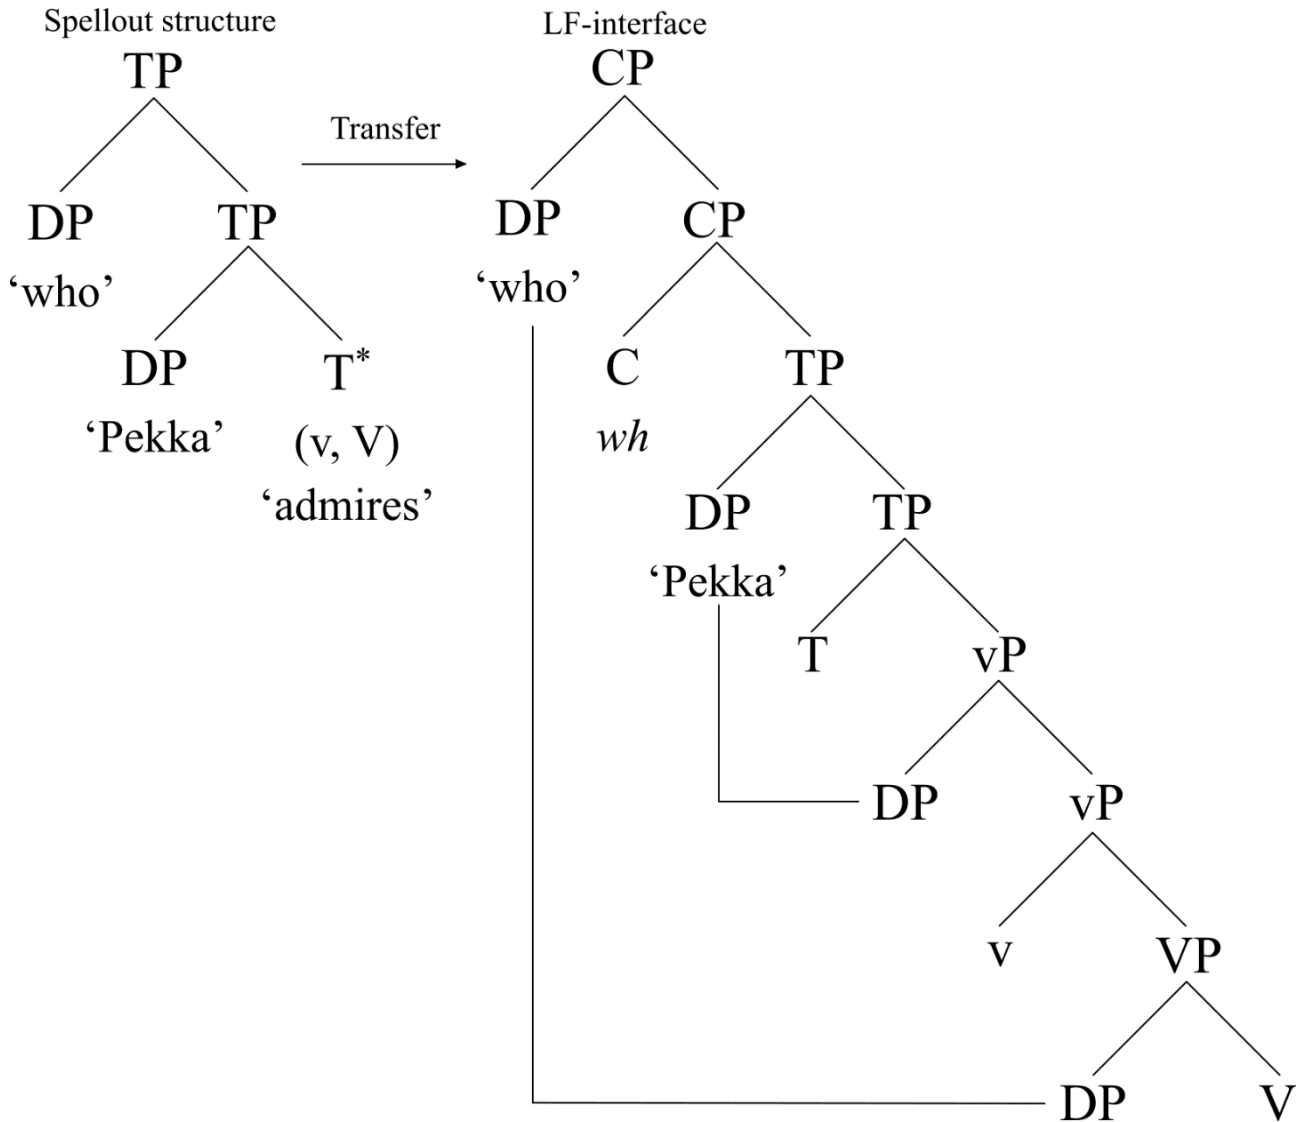 Spellout structure
TP
DP
'who'
TP
DP
'Pekka'
T*
(v, V)
'admires'
Transfer
LF-interface
CP
DP
'who'
CP
C
wh
TP
DP
'Pekka'
TP
T
vP
DP
vP
v
VP
DP
V